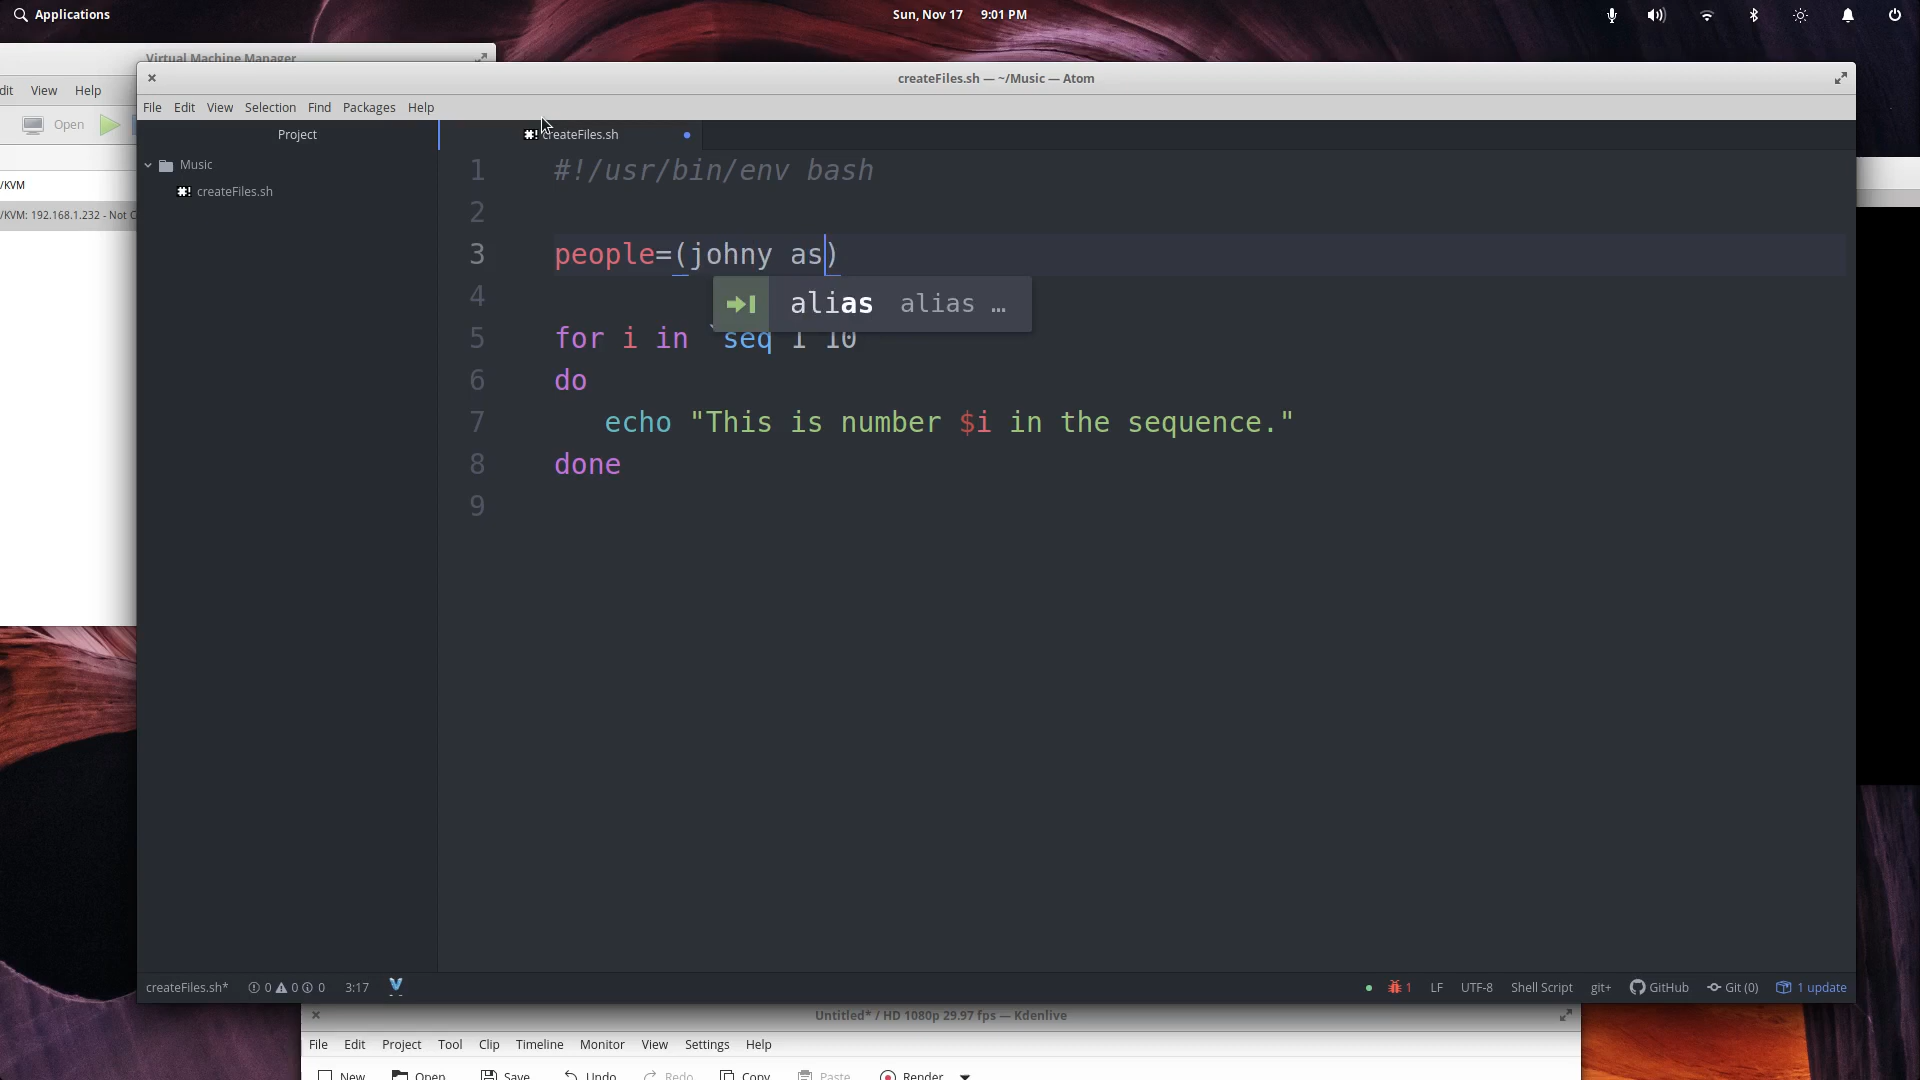 Applications
Sun, Nov 17 9:01 PM
Virtual Machine Manager
dit View Help
Open
/KVM
/KVM: 192.168.1.232 - Not C
createFiles.sh — ~/Music — Atom
File Edit View Selection Find Packages Help
Project
createFiles.sh
Music
createFiles.sh
1 #!/usr/bin/env bash
2
3 people=(johny as)
alias alias ...
4
5 for i in `seq 1 10
6 do
7 echo "This is number $i in the sequence."
8 done
9
createFiles.sh* 0 0 0 3:17
1 LF UTF-8 Shell Script git+ GitHub Git (0) 1 update
Untitled* / HD 1080p 29.97 fps — Kdenlive
File Edit Project Tool Clip Timeline Monitor View Settings Help
New Open Save Undo Redo Copy Paste Render